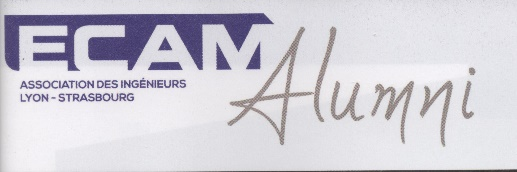 ECAM
ASSOCIATION DES INGÉNIEURS
LYON - STRASBOURG
Alumni